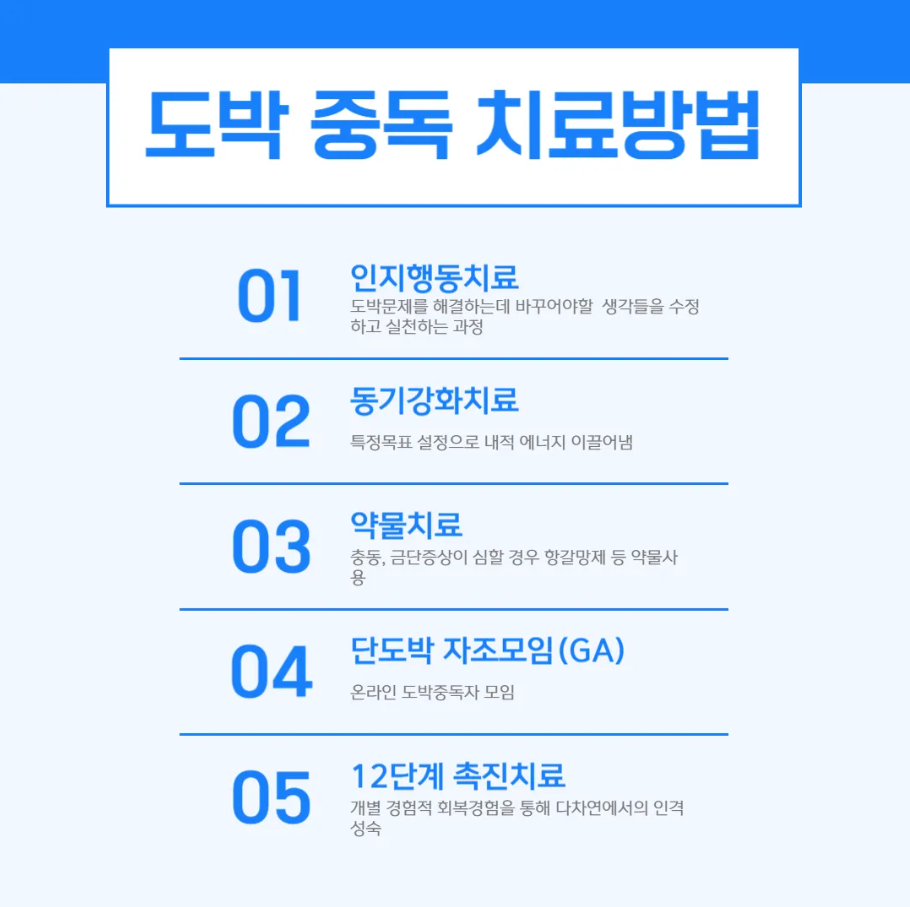 도박 중독 치료방법
01
인지행동치료
도박문제를 해결하는데 바꾸어야할 생각들을 수정
하고 실천하는 과정
02
동기강화치료
특정목표 설정으로 내적 에너지 이끌어냄
03
약물치료
충동, 금단증상이 심할 경우 항갈망제 등 약물사
용
04
단도박 자조모임(GA)
온라인 도박중독자 모임
05
12단계 촉진치료
개별 경험적 회복경험을 통해 다차연에서의 인격
성숙